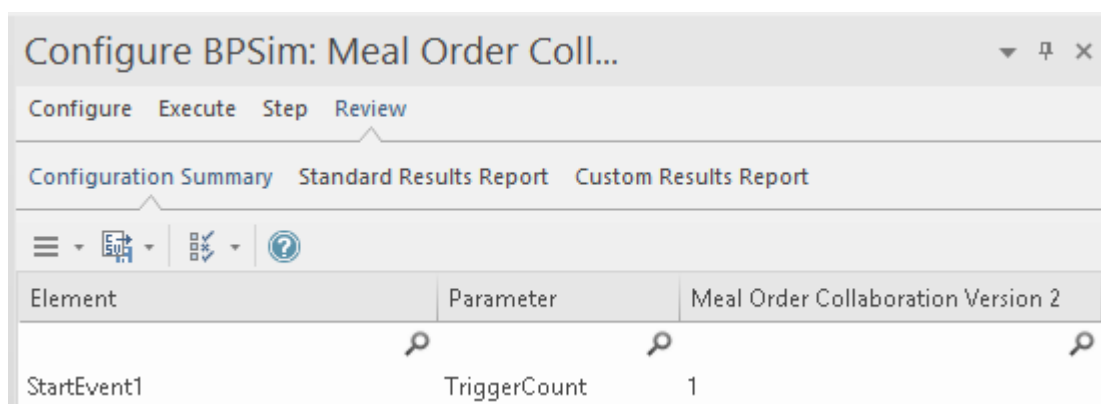 Configure BPSim: Meal Order Coll...
Configure Execute Step Review
Configuration Summary Standard Results Report Custom Results Report
Element Parameter Meal Order Collaboration Version 2
StartEvent1 TriggerCount 1